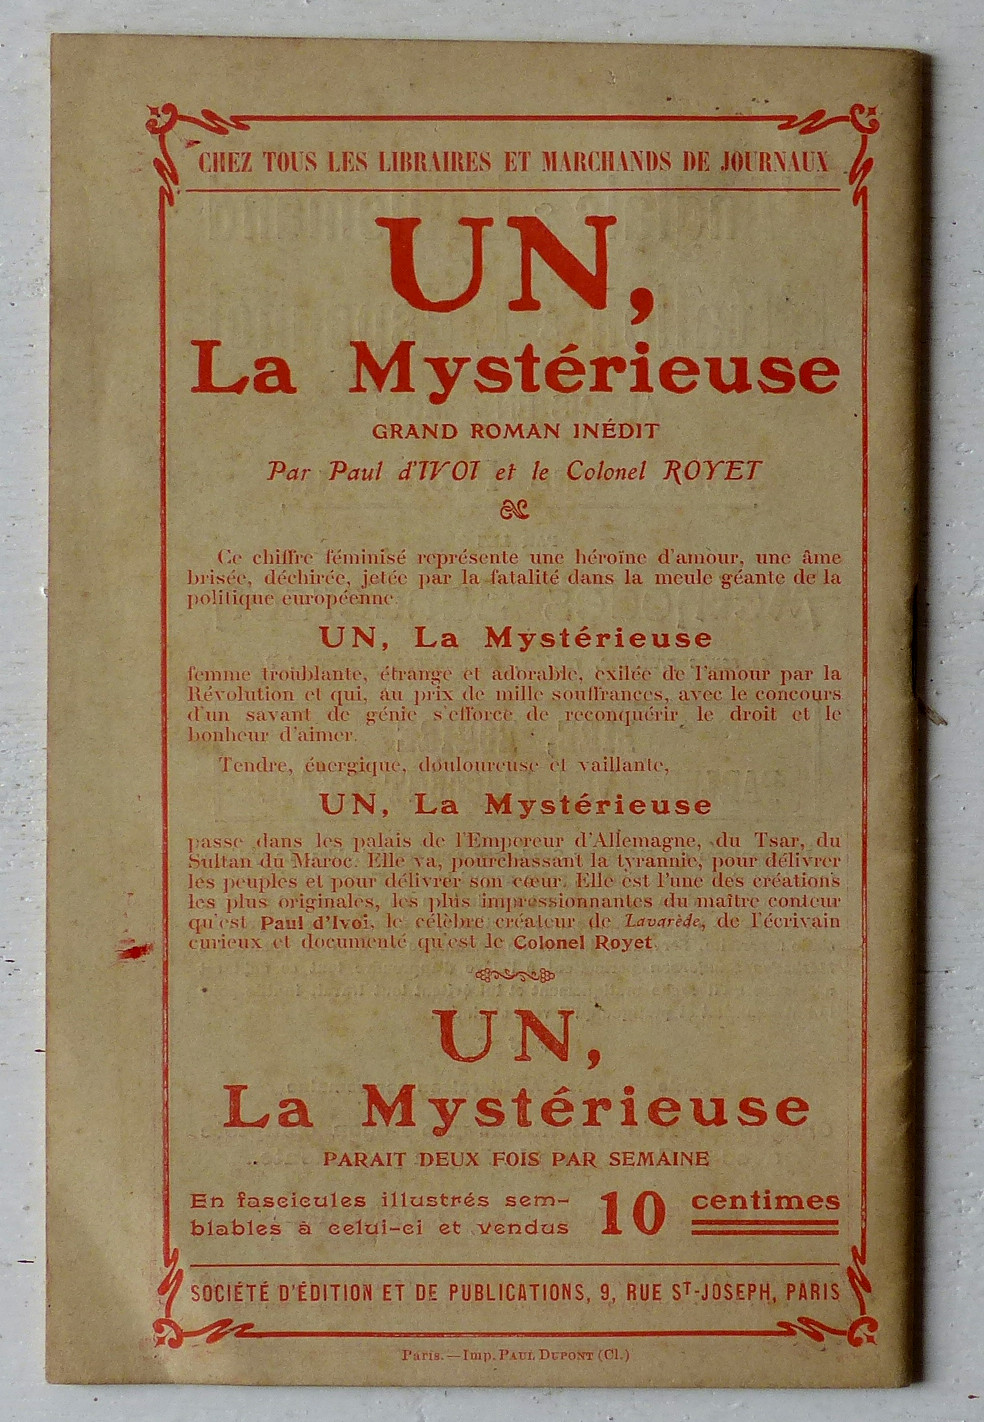 CHEZ TOUS LES LIBRAIRES ET MARCHANDS DE JOURNAUX
UN,
La Mystérieuse
GRAND ROMAN INÉDIT
Par Paul d'IVOI et le Colonel ROYET
Ce chiffre féminisé représente une héroïne d'amour, une âme
brisée, déchirée, jetée par la fatalité dans la meule géante de la
politique européenne.
UN, La Mystérieuse
femme troublante, étrange et adorable, exilée de l'amour par la
Révolution et qui, au prix de mille souffrances, avec le concours
d'un savant de génie s'efforce de reconquérir le droit et le
bonheur d'aimer.
Tendre, énergique, douloureuse et vaillante,
UN, La Mystérieuse
passe dans les palais de l'Empereur d'Allemagne, du Tsar, du
Sultan du Maroc. Elle va, pourchassant la tyrannie, pour délivrer
les peuples et pour délivrer son cœur. Elle est l'une des créations
les plus originales, les plus impressionnantes du maître conteur
qu'est Paul d'Ivoi, le célèbre créateur de Lavarède, de l'écrivain
curieux et documenté qu'est le Colonel Royet.
UN,
La Mystérieuse
PARAIT DEUX FOIS PAR SEMAINE
En fascicules illustrés sem-
blables à celui-ci et vendus 10 centimes
SOCIÉTÉ D'ÉDITION ET DE PUBLICATIONS, 9, RUE ST-JOSEPH, PARIS
Paris. — Imp. PAUL DUPONT (Cl.)